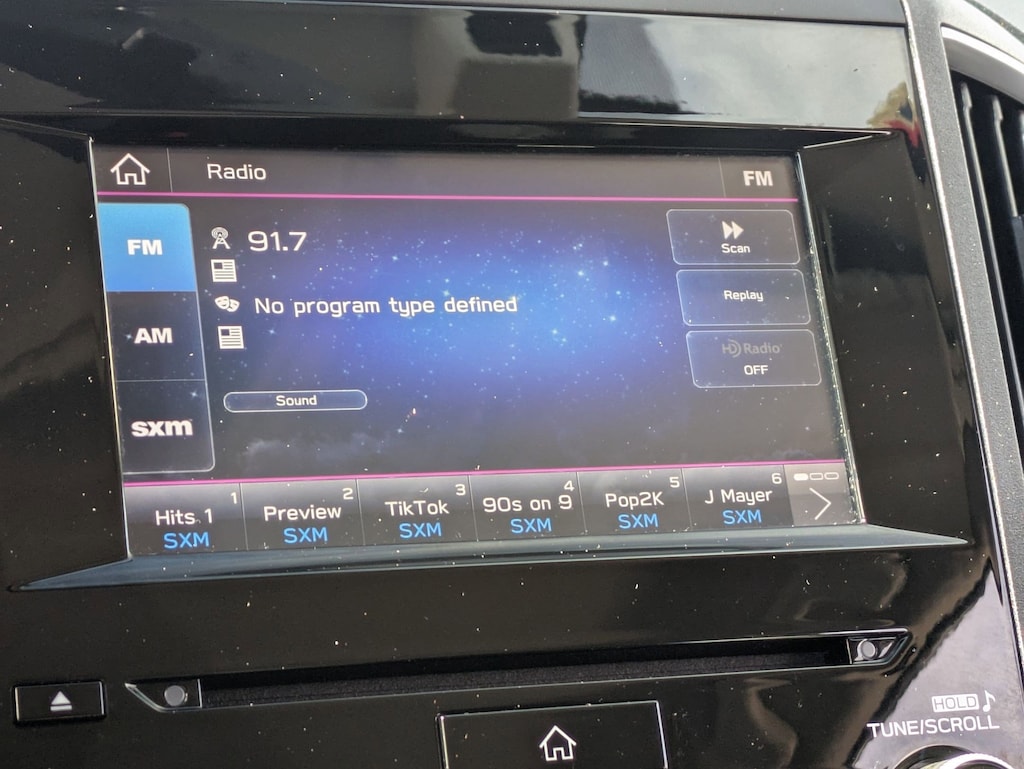 Radio
FM
FM
91.7
Scan
No program type defined
Replay
AM
HD Radio
OFF
Sound
sxm
1
Hits 1
SXM
2
Preview
SXM
3
TikTok
SXM
4
90s on 9
SXM
5
Pop2K
SXM
6
J Mayer
SXM
HOLD
TUNE/SCROLL